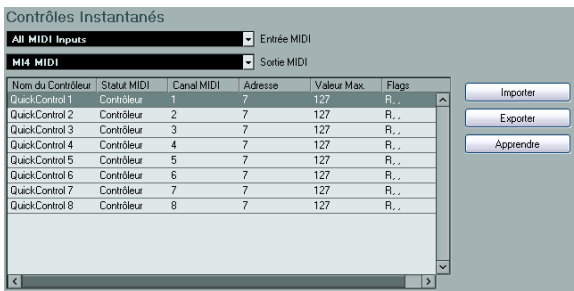 Contrôles Instantanés
All MIDI Inputs Entrée MIDI
MI4 MIDI Sortie MIDI
Nom du Contrôleur Statut MIDI Canal MIDI Adresse Valeur Max. Flags
QuickControl 1 Contrôleur 1 7 127 R, ,
QuickControl 2 Contrôleur 2 7 127 R, ,
QuickControl 3 Contrôleur 3 7 127 R, ,
QuickControl 4 Contrôleur 4 7 127 R, ,
QuickControl 5 Contrôleur 5 7 127 R, ,
QuickControl 6 Contrôleur 6 7 127 R, ,
QuickControl 7 Contrôleur 7 7 127 R, ,
QuickControl 8 Contrôleur 8 7 127 R, ,
Importer
Exporter
Apprendre